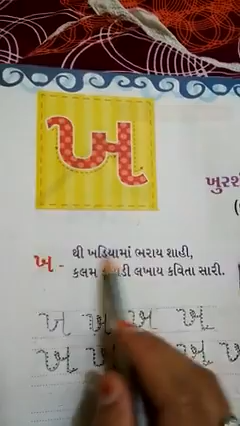 ખ
ખુરશી
ખ - થી ખડિયામાં ભરાય શાહી,
કલમ લખાય કવિતા સારી.
ખ ખ ખ ખ
ખ ખ ખ ખ ખ